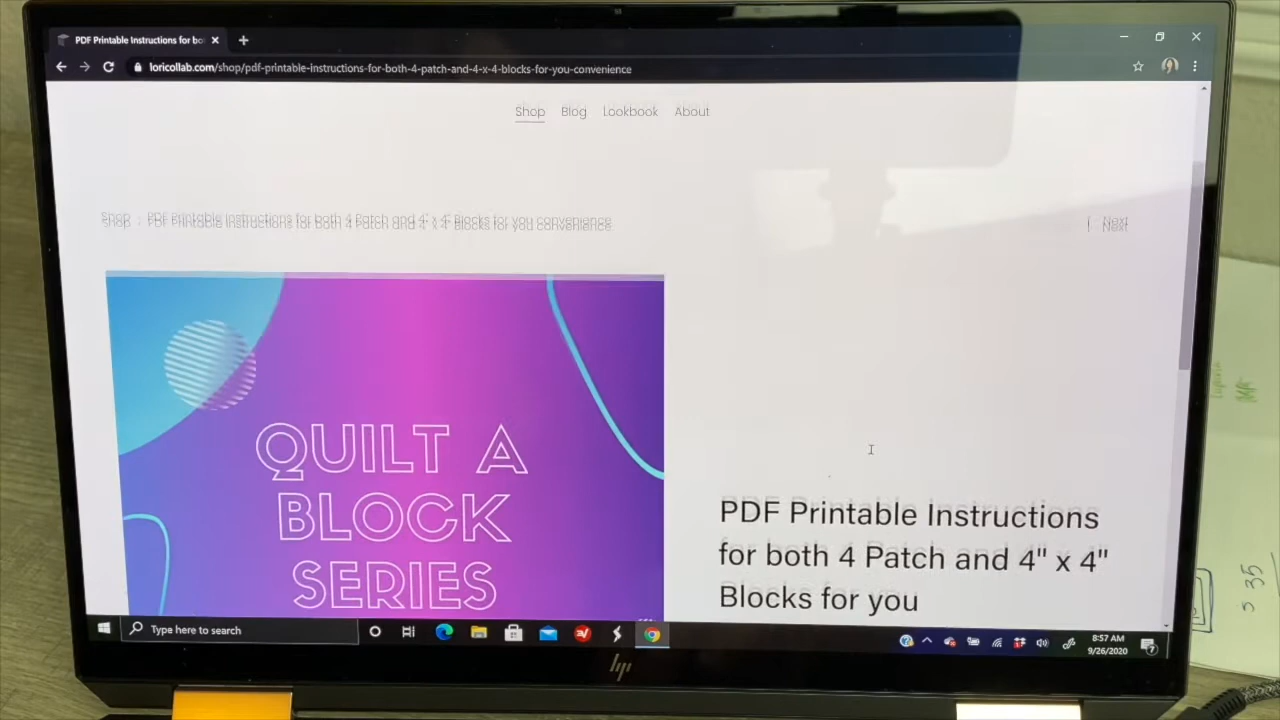 PDF Printable Instructions for bo
loricollab.com/shop/pdf-printable-instructions-for-both-4-patch-and-4-x-4-blocks-for-you-convenience
Shop Blog Lookbook About
Shop PDF Printable Instructions for both 4 Patch and 4" x 4" Blocks for you convenience
Next
QUILT A
BLOCK
SERIES
PDF Printable Instructions
for both 4 Patch and 4" x 4"
Blocks for you
Type here to search
8:57 AM
9/26/2020
hp
35